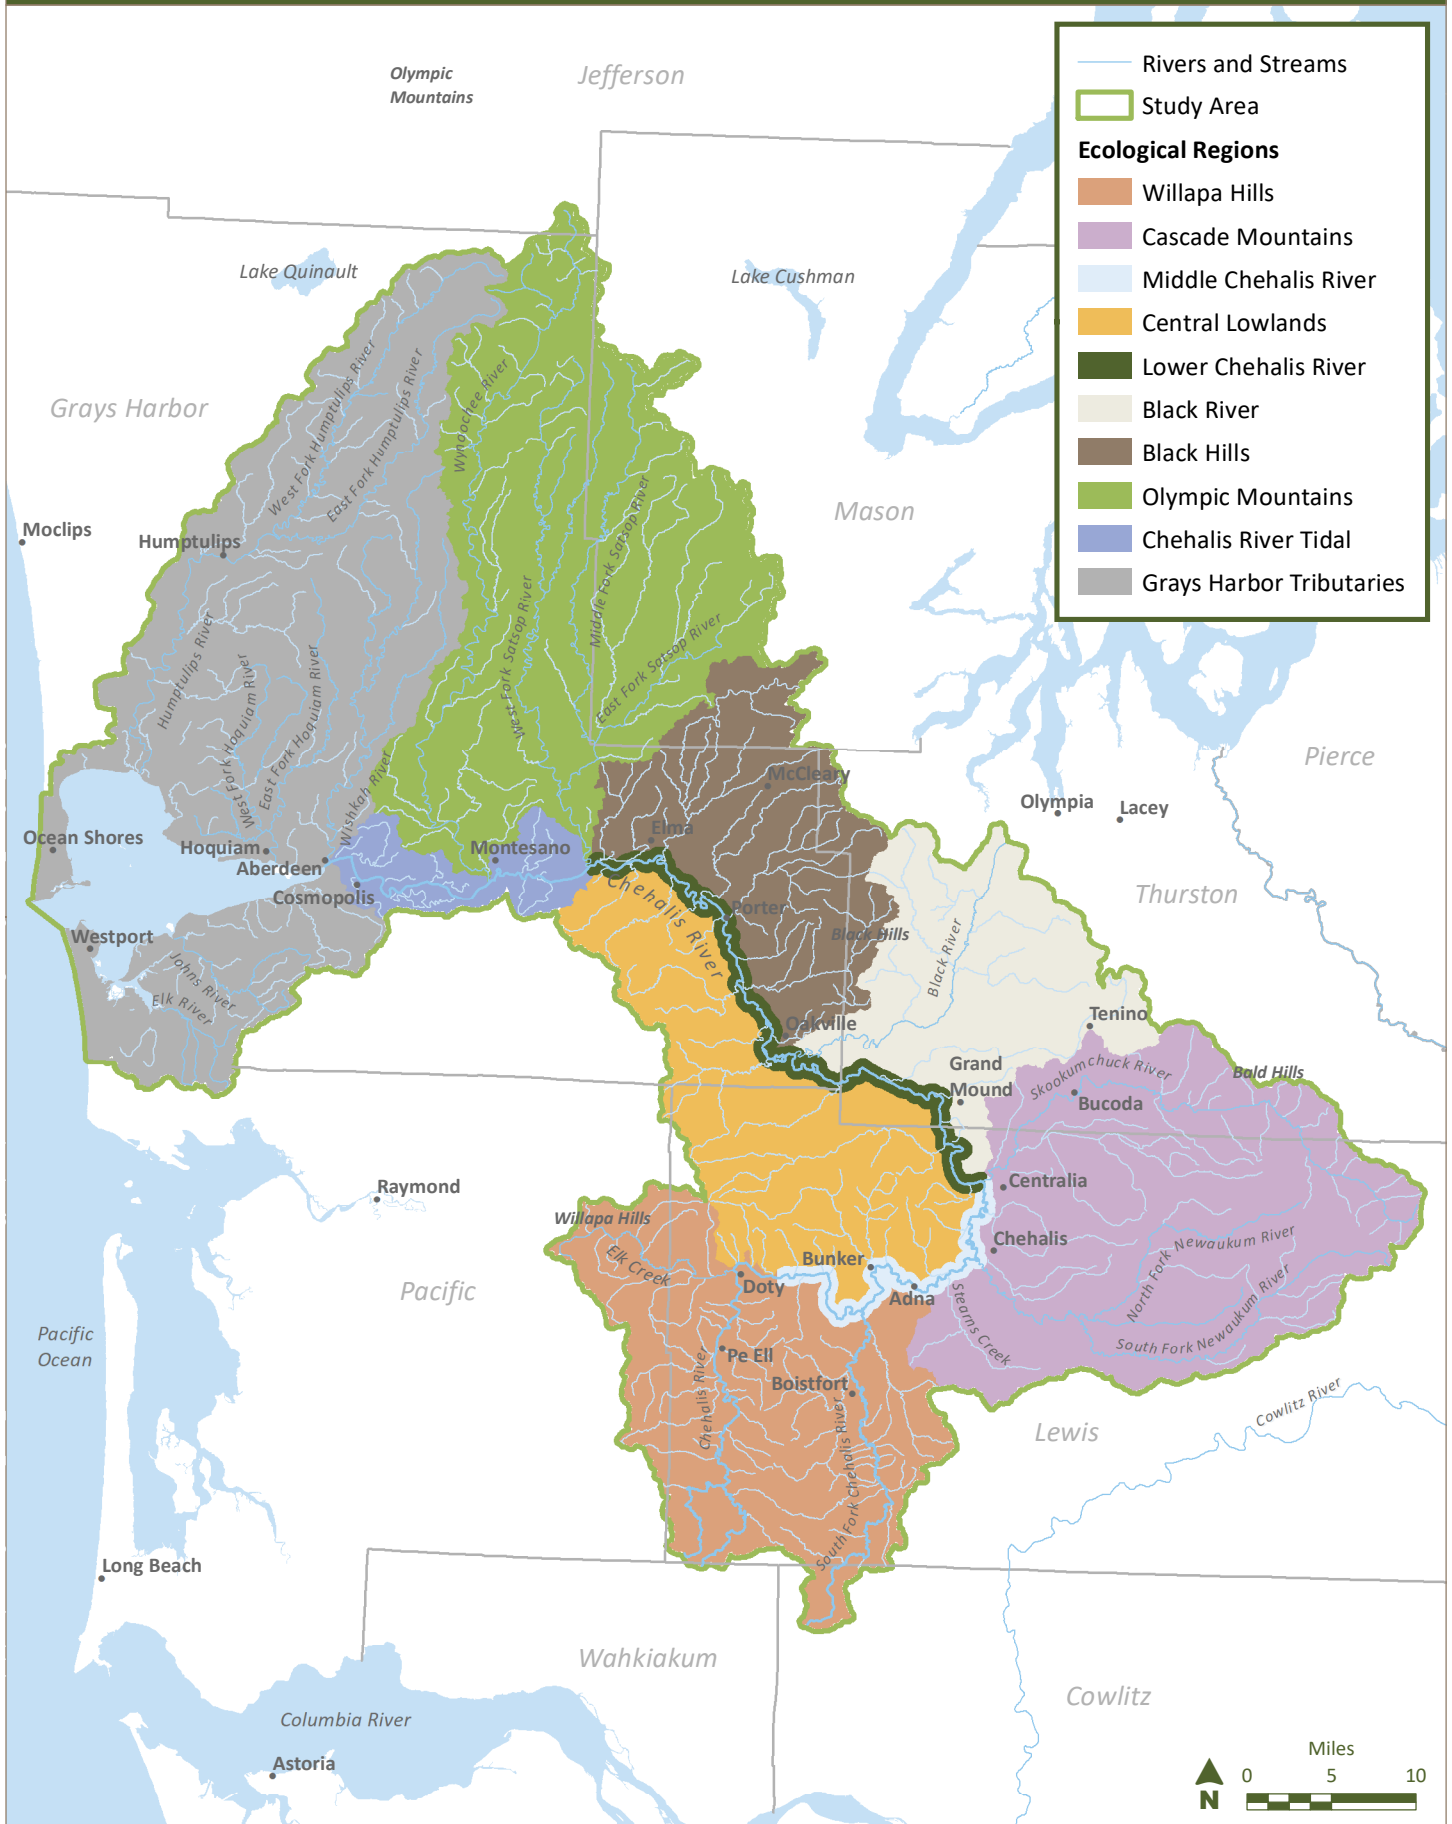 Olympic
Mountains
Jefferson
Rivers and Streams
Study Area
Ecological Regions
Willapa Hills
Cascade Mountains
Middle Chehalis River
Central Lowlands
Lower Chehalis River
Black River
Black Hills
Olympic Mountains
Chehalis River Tidal
Grays Harbor Tributaries
Lake Quinault
Lake Cushman
Grays Harbor
West Fork Humptulips River
East Fork Humptulips River
Wynoochee River
Mason
Moclips
Humptulips
Middle Fork Satsop River
West Fork Satsop River
East Fork Satsop River
Humptulips River
West Fork Hoquiam River
East Fork Hoquiam River
Wishkah River
Pierce
McCleary
Olympia
Lacey
Ocean Shores
Hoquiam
Aberdeen
Montesano
Elma
Cosmopolis
Chehalis River
Thurston
Porter
Black Hills
Black River
Westport
Johns River
Elk River
Oakville
Tenino
Grand
Mound
Skookumchuck River
Bald Hills
Bucoda
Raymond
Centralia
Willapa Hills
Elk Creek
Chehalis
North Fork Newaukum River
Bunker
Doty
Adna
Stearns Creek
South Fork Newaukum River
Pacific
Pacific
Ocean
Pe Ell
Chehalis River
Boistfort
South Fork Chehalis River
Cowlitz River
Lewis
Long Beach
Wahkiakum
Cowlitz
Columbia River
Astoria
Miles
0 5 10
N